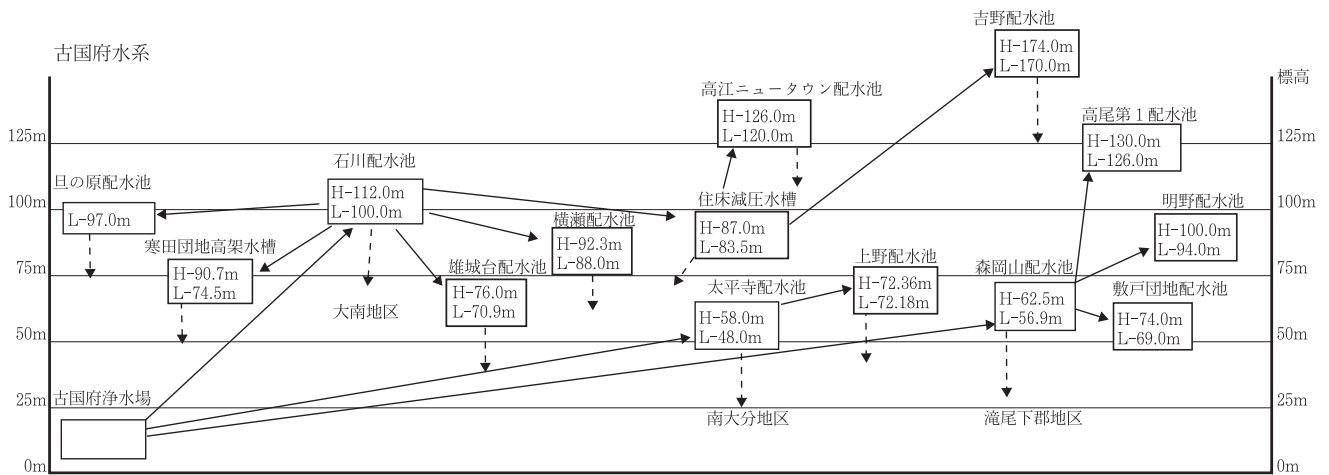 古国府水系
吉野配水池
H-174.0m
L-170.0m
標高
高江ニュータウン配水池
H-126.0m
L-120.0m
高尾第1配水池
H-130.0m
L-126.0m
125m
125m
石川配水池
H-112.0m
L-100.0m
旦の原配水池
L-97.0m
住床減圧水槽
H-87.0m
L-83.5m
明野配水池
H-100.0m
L-94.0m
100m
100m
横瀬配水池
H-92.3m
L-88.0m
寒田団地高架水槽
H-90.7m
L-74.5m
雄城台配水池
H-76.0m
L-70.9m
上野配水池
H-72.36m
L-72.18m
75m
75m
大南地区
太平寺配水池
H-58.0m
L-48.0m
森岡山配水池
H-62.5m
L-56.9m
敷戸団地配水池
H-74.0m
L-69.0m
50m
50m
古国府浄水場
25m
25m
南大分地区
滝尾下郡地区
0m
0m